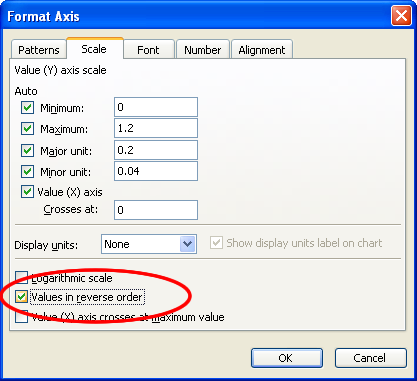 Format Axis
Patterns Scale Font Number Alignment
Value (Y) axis scale
Auto
Minimum: 0
Maximum: 1.2
Major unit: 0.2
Minor unit: 0.04
Value (X) axis
Crosses at: 0
Display units: None Show display units label on chart
Logarithmic scale
Values in reverse order
Value (X) axis crosses at maximum value
OK Cancel